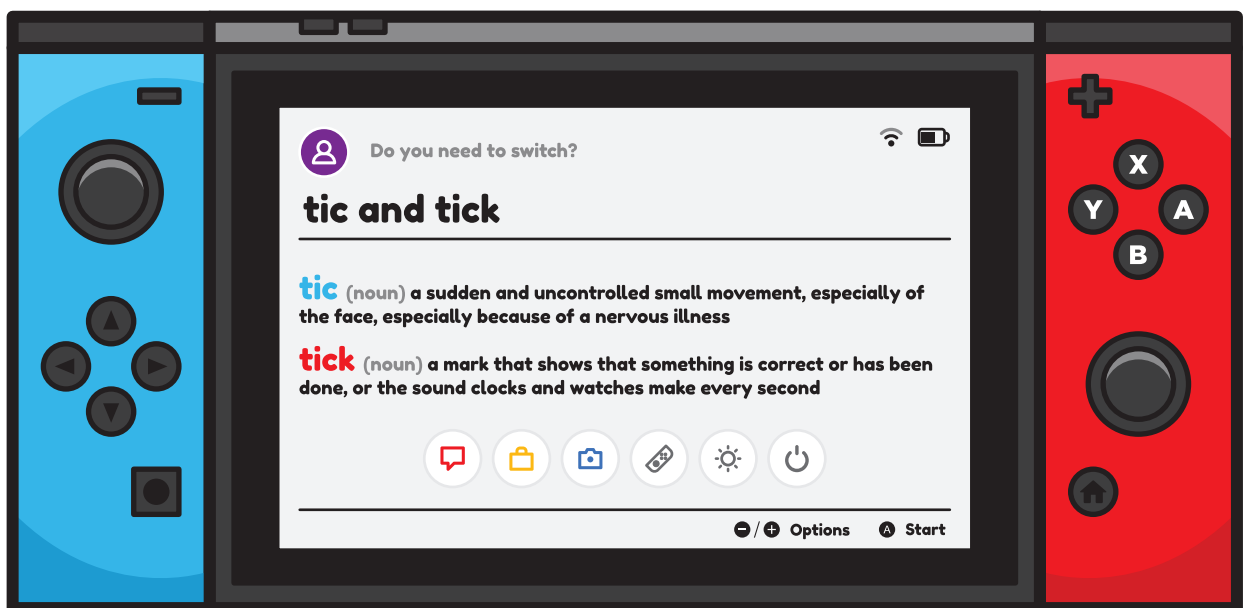 Do you need to switch?
tic and tick
tic (noun) a sudden and uncontrolled small movement, especially of
the face, especially because of a nervous illness
tick (noun) a mark that shows that something is correct or has been
done, or the sound clocks and watches make every second
−/+ Options A Start
X
Y A
B